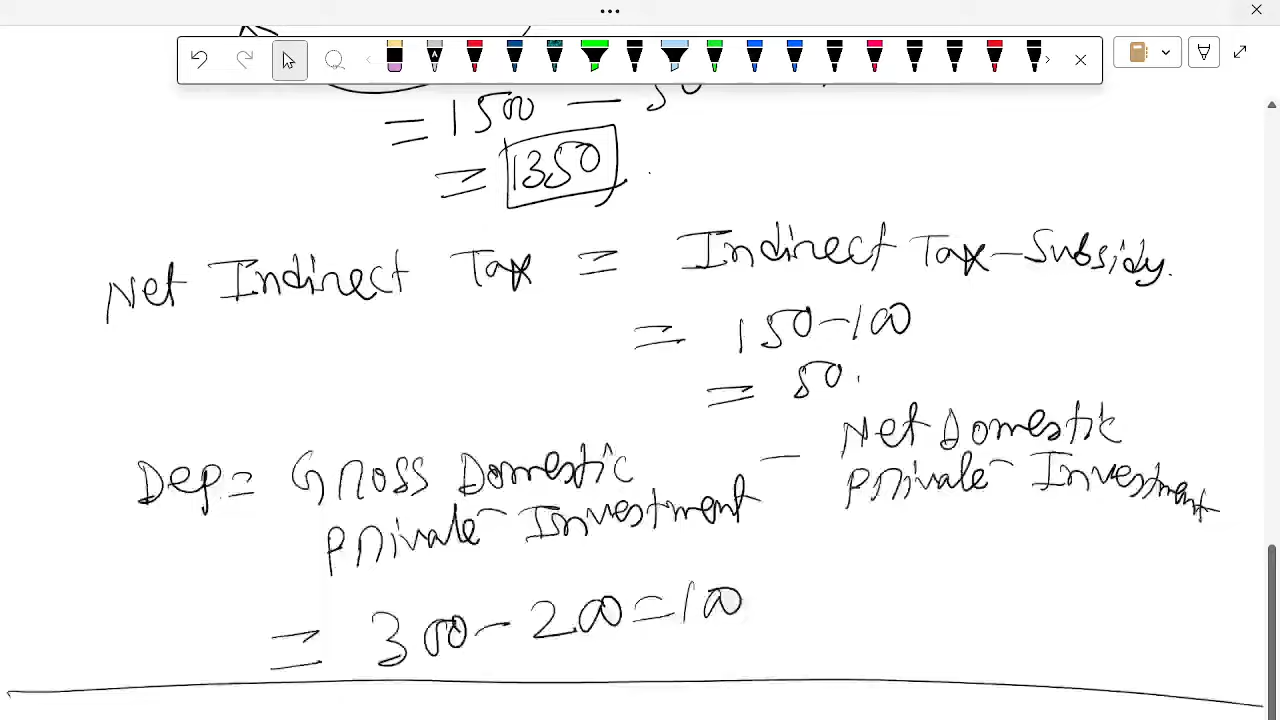 = 1500 - 50
= 1350
Net Indirect Tax = Indirect Tax - Subsidy.
= 150 - 100
= 50.
Dep = Gross Domestic Private Investment - Net Domestic Private Investment
= 300 - 200 = 100